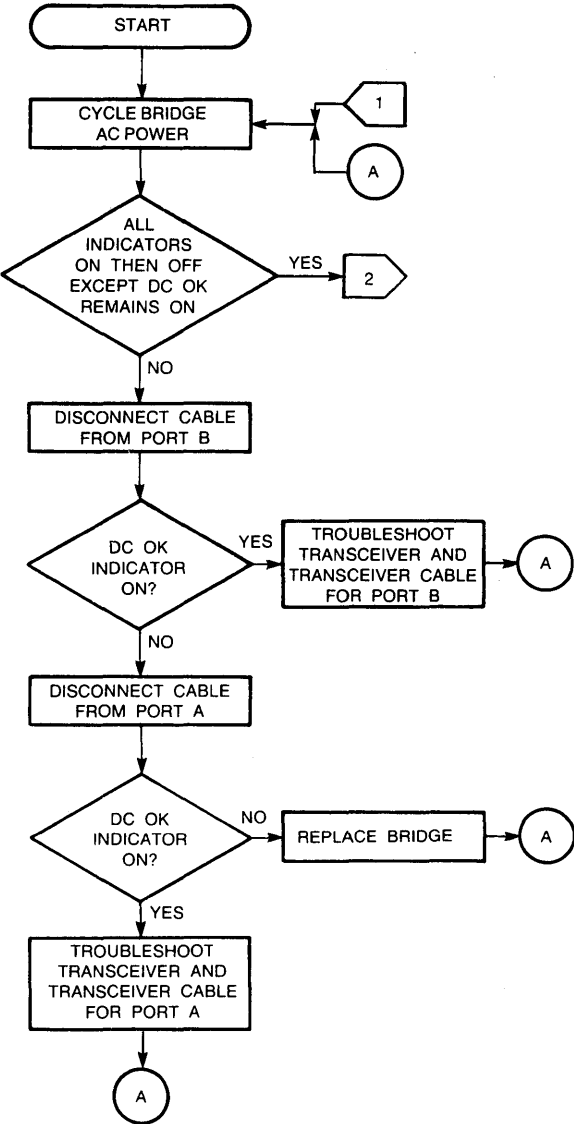 START
CYCLE BRIDGE
AC POWER
1
A
ALL
INDICATORS
ON THEN OFF
EXCEPT DC OK
REMAINS ON
YES
2
NO
DISCONNECT CABLE
FROM PORT B
DC OK
INDICATOR
ON?
YES
TROUBLESHOOT
TRANSCEIVER AND
TRANSCEIVER CABLE
FOR PORT B
A
NO
DISCONNECT CABLE
FROM PORT A
DC OK
INDICATOR
ON?
NO
REPLACE BRIDGE
A
YES
TROUBLESHOOT
TRANSCEIVER AND
TRANSCEIVER CABLE
FOR PORT A
A